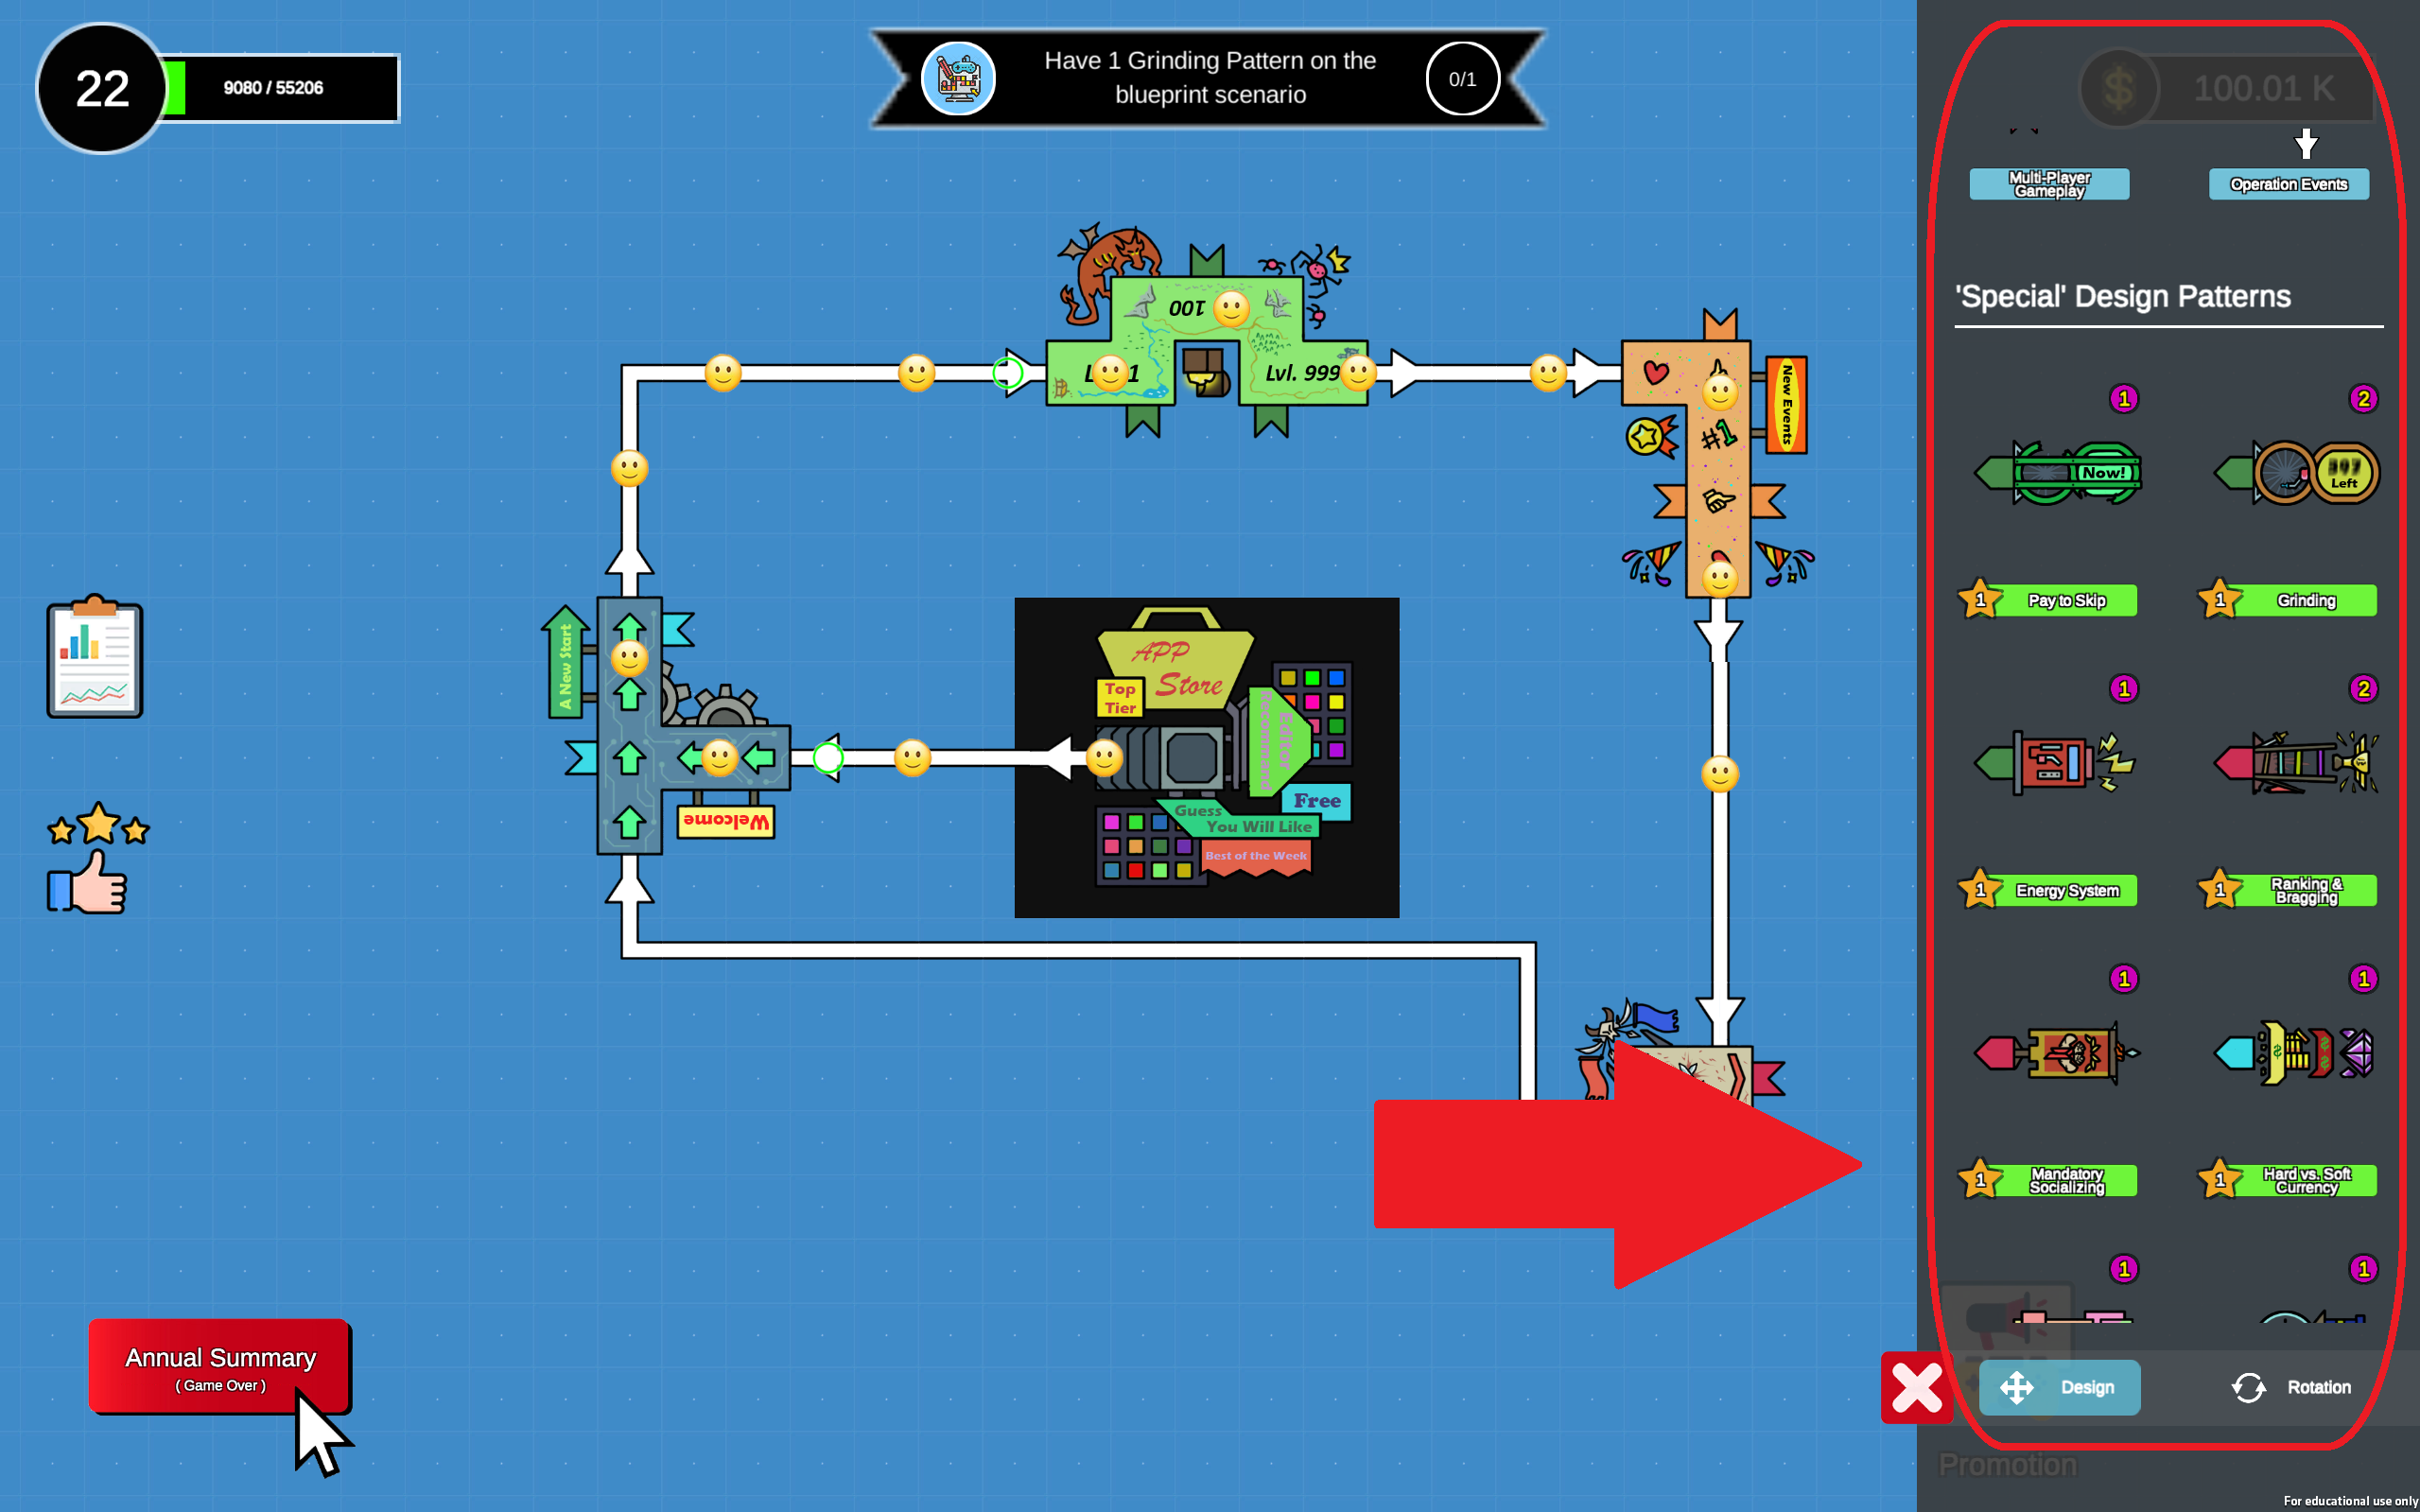 22
9080 / 55206
Have 1 Grinding Pattern on the
blueprint scenario
0/1
$ 100.01 K
Multi-Player
Gameplay
Operation Events
'Special' Design Patterns
1
2
Now!
397
Left
1 Pay to Skip
1 Grinding
1
2
1 Energy System
1 Ranking &
Bragging
1
1
1 Mandatory
Socializing
1 Hard vs. Soft
Currency
1
1
Design
Rotation
Promotion
For educational use only
100
Lvl. 999
New Events
#1
A New Start
Welcome
APP
Store
Top
Tier
Editor
Recommand
Free
Guess
You Will Like
Best of the Week
Annual Summary
( Game Over )